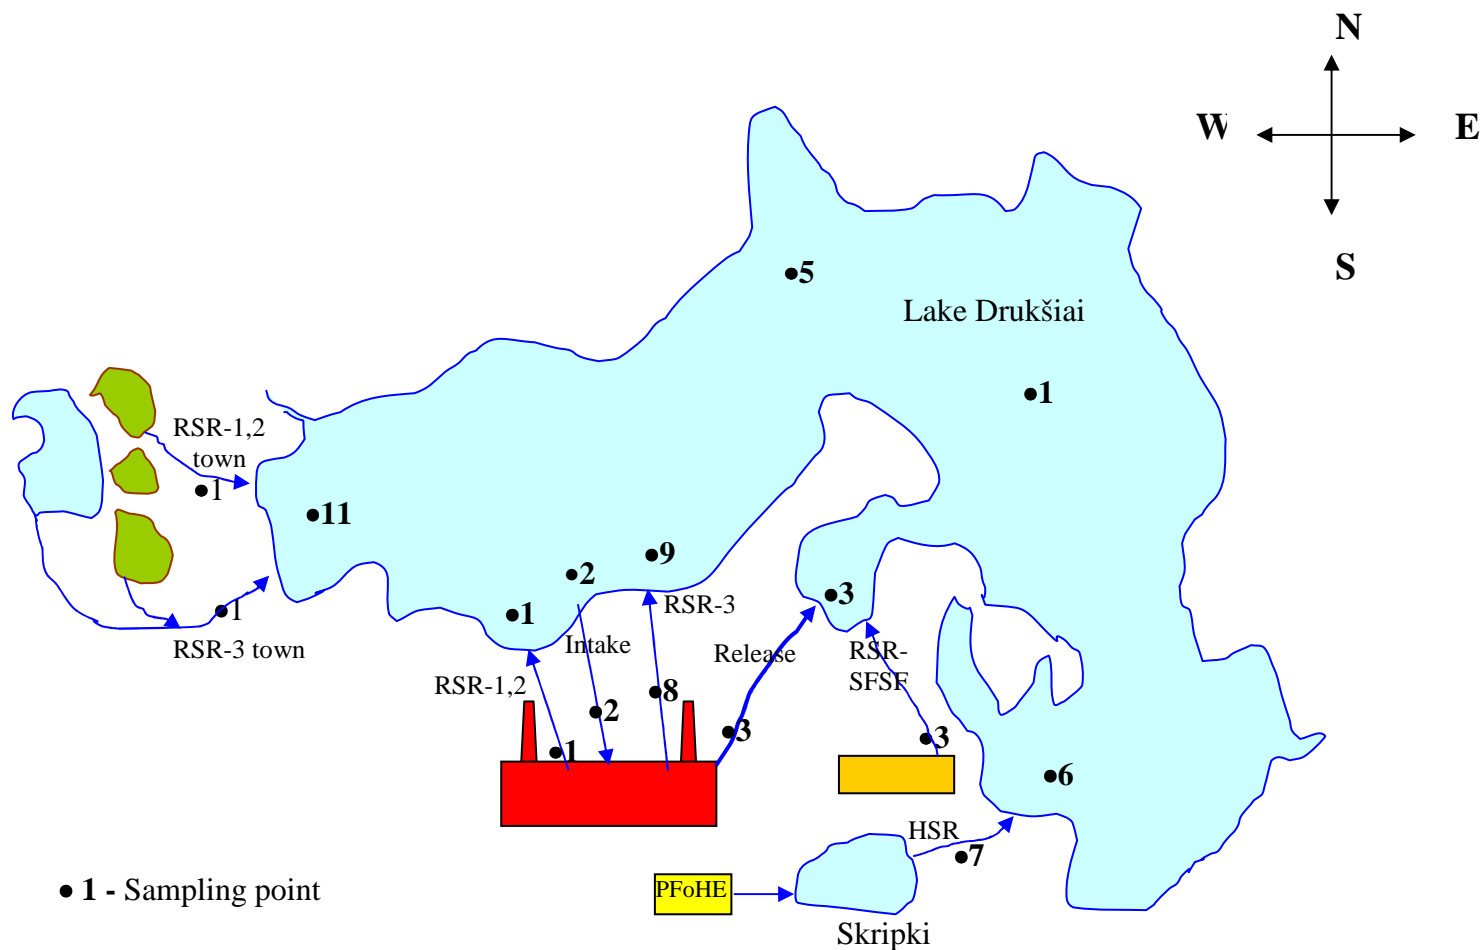 N
W E
S
5
Lake Drukšiai
1
RSR-1,2
town
1
11
9
2
1
3
1
RSR-3
RSR-3 town
Intake
Release
RSR-
SFSF
RSR-1,2
8
2
3
3
1
6
HSR
7
PFoHE
1 - Sampling point
Skripki